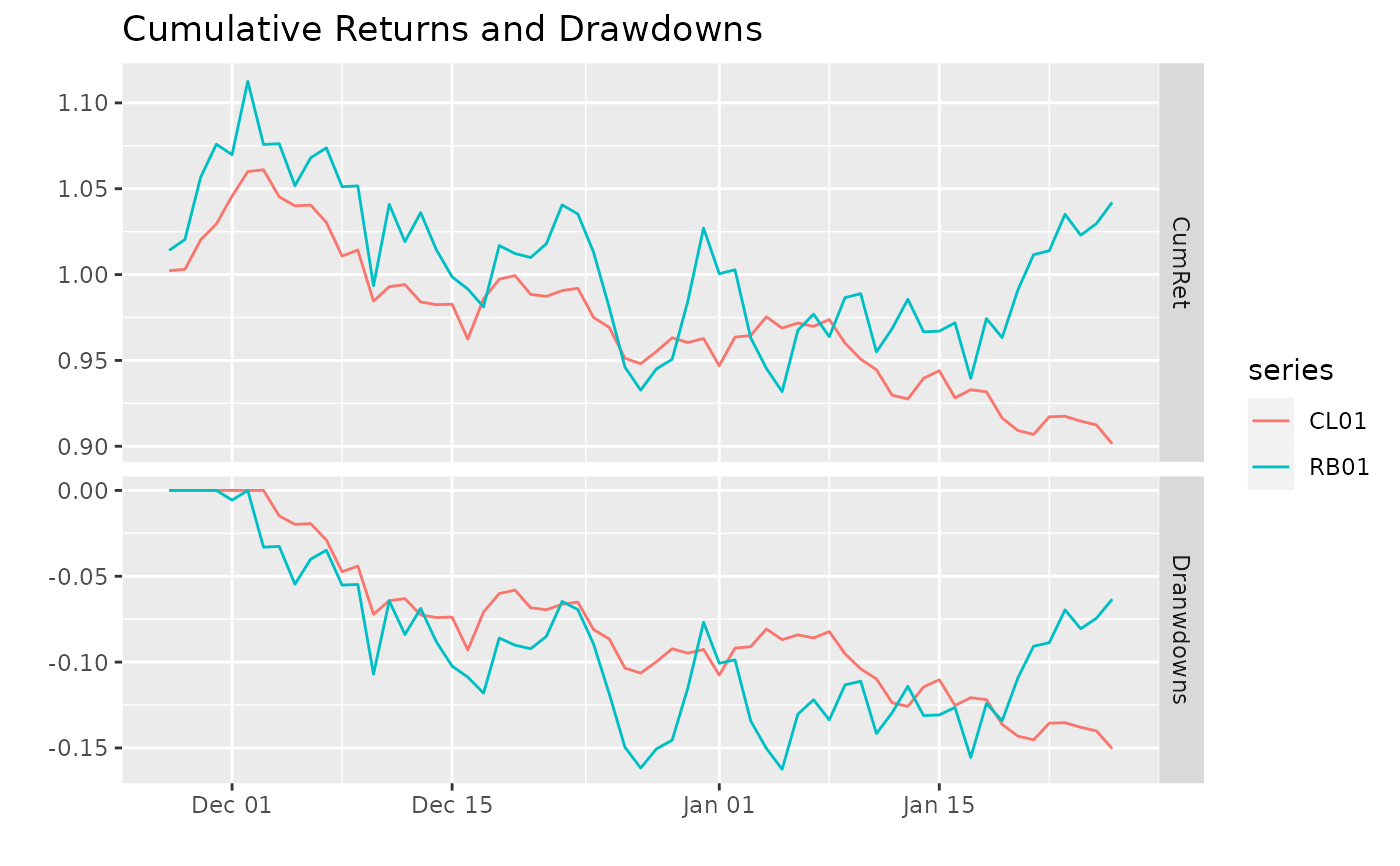 Cumulative Returns and Drawdowns
1.10
1.05
1.00
0.95
0.90
CumRet
0.00
-0.05
-0.10
-0.15
Dranwdowns
Dec 01
Dec 15
Jan 01
Jan 15
series
CL01
RB01